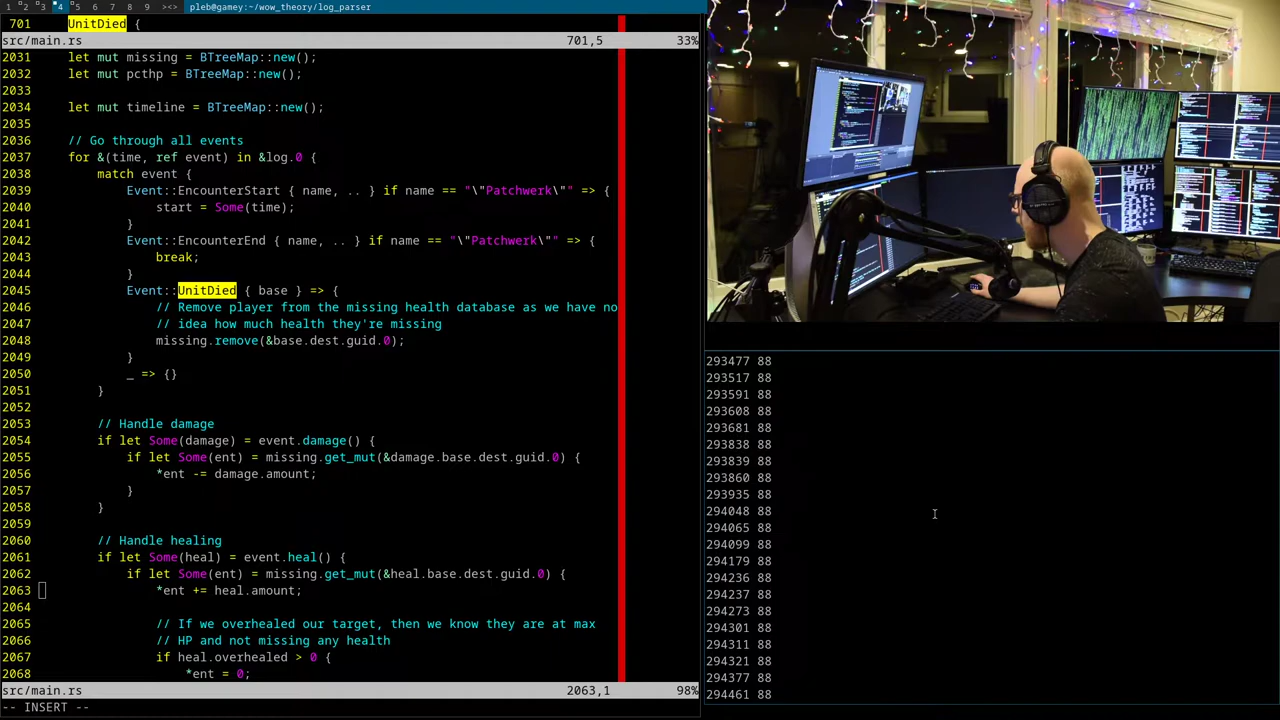 1 2 3 4 5 6 7 8 9 ><> pleb@gamey:~/wow_theory/log_parser
701 UnitDied {
src/main.rs 701,5 33%
2031 let mut missing = BTreeMap::new();
2032 let mut pcthp = BTreeMap::new();
2033
2034 let mut timeline = BTreeMap::new();
2035
2036 // Go through all events
2037 for &(time, ref event) in &log.0 {
2038 match event {
2039 Event::EncounterStart { name, .. } if name == "\"Patchwerk\"" => {
2040 start = Some(time);
2041 }
2042 Event::EncounterEnd { name, .. } if name == "\"Patchwerk\"" => {
2043 break;
2044 }
2045 Event::UnitDied { base } => {
2046 // Remove player from the missing health database as we have no
2047 // idea how much health they're missing
2048 missing.remove(&base.dest.guid.0);
2049 }
2050 _ => {}
2051 }
2052
2053 // Handle damage
2054 if let Some(damage) = event.damage() {
2055 if let Some(ent) = missing.get_mut(&damage.base.dest.guid.0) {
2056 *ent -= damage.amount;
2057 }
2058 }
2059
2060 // Handle healing
2061 if let Some(heal) = event.heal() {
2062 if let Some(ent) = missing.get_mut(&heal.base.dest.guid.0) {
2063 *ent += heal.amount;
2064
2065 // If we overhealed our target, then we know they are at max
2066 // HP and not missing any health
2067 if heal.overhealed > 0 {
2068 *ent = 0;
src/main.rs 2063,1 98%
-- INSERT --
293477 88
293517 88
293591 88
293608 88
293681 88
293838 88
293839 88
293860 88
293935 88
294048 88
294065 88
294099 88
294179 88
294236 88
294237 88
294273 88
294301 88
294311 88
294321 88
294377 88
294461 88